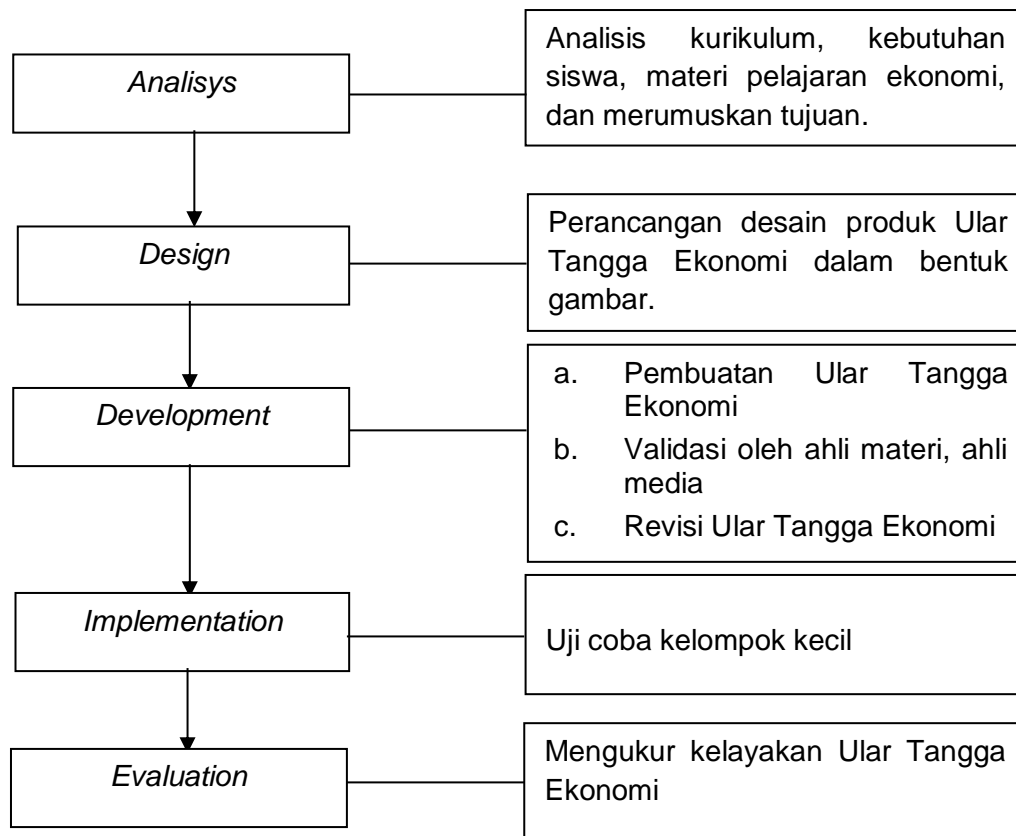 Analisys
Analisis kurikulum, kebutuhan
siswa, materi pelajaran ekonomi,
dan merumuskan tujuan.
Design
Perancangan desain produk Ular
Tangga Ekonomi dalam bentuk
gambar.
Development
a. Pembuatan Ular Tangga
Ekonomi
b. Validasi oleh ahli materi, ahli
media
c. Revisi Ular Tangga Ekonomi
Implementation
Uji coba kelompok kecil
Evaluation
Mengukur kelayakan Ular Tangga
Ekonomi